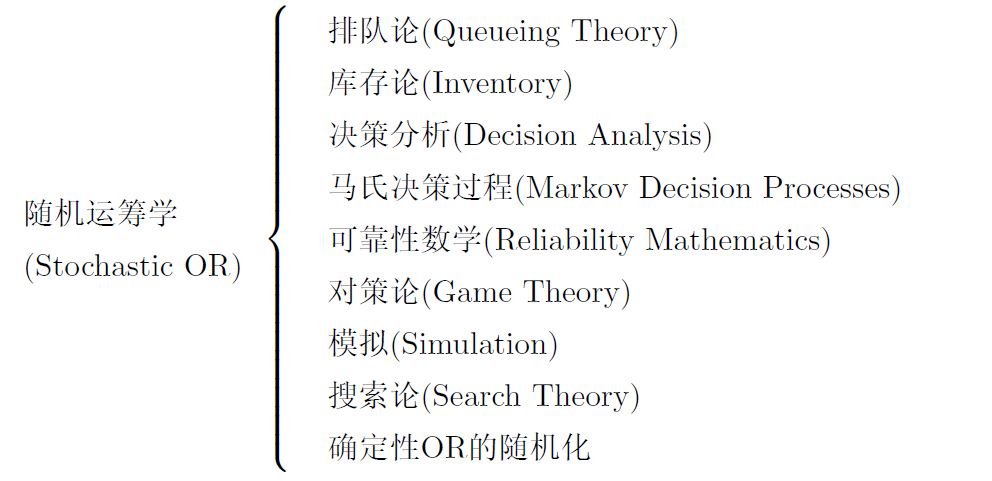 随机运筹学
(Stochastic OR)
排队论(Queueing Theory)
库存论(Inventory)
决策分析(Decision Analysis)
马氏决策过程(Markov Decision Processes)
可靠性数学(Reliability Mathematics)
对策论(Game Theory)
模拟(Simulation)
搜索论(Search Theory)
确定性OR的随机化